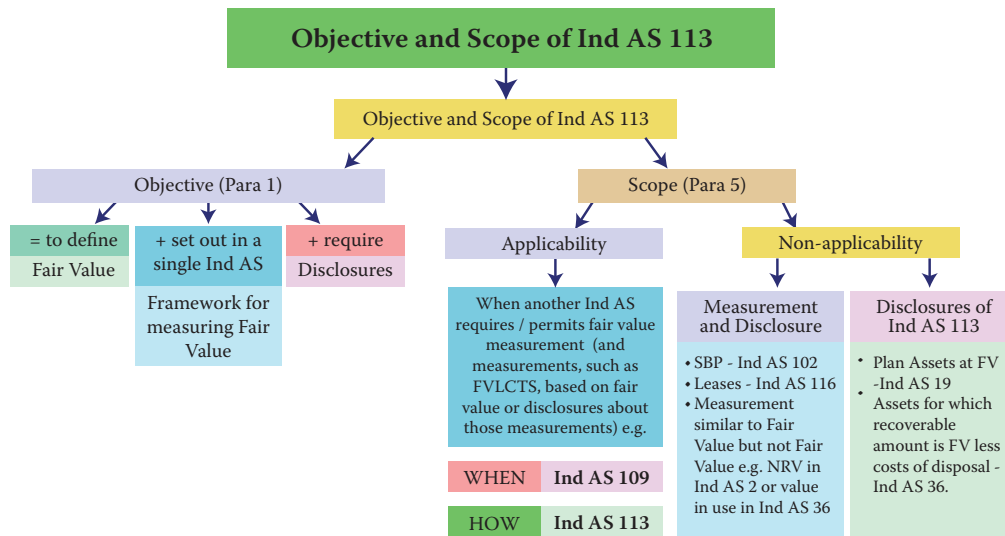 Objective and Scope of Ind AS 113
Objective and Scope of Ind AS 113
Objective (Para 1)
= to define
Fair Value
+ set out in a
single Ind AS
Framework for
measuring Fair
Value
+ require
Disclosures
Scope (Para 5)
Applicability
When another Ind AS
requires / permits fair value
measurement (and
measurements, such as
FVLCTS, based on fair
value or disclosures about
those measurements) e.g.
WHEN Ind AS 109
HOW Ind AS 113
Non-applicability
Measurement
and Disclosure
• SBP - Ind AS 102
• Leases - Ind AS 116
• Measurement
similar to Fair
Value but not Fair
Value e.g. NRV in
Ind AS 2 or value
in use in Ind AS 36
Disclosures of
Ind AS 113
• Plan Assets at FV
-Ind AS 19
• Assets for which
recoverable
amount is FV less
costs of disposal -
Ind AS 36.